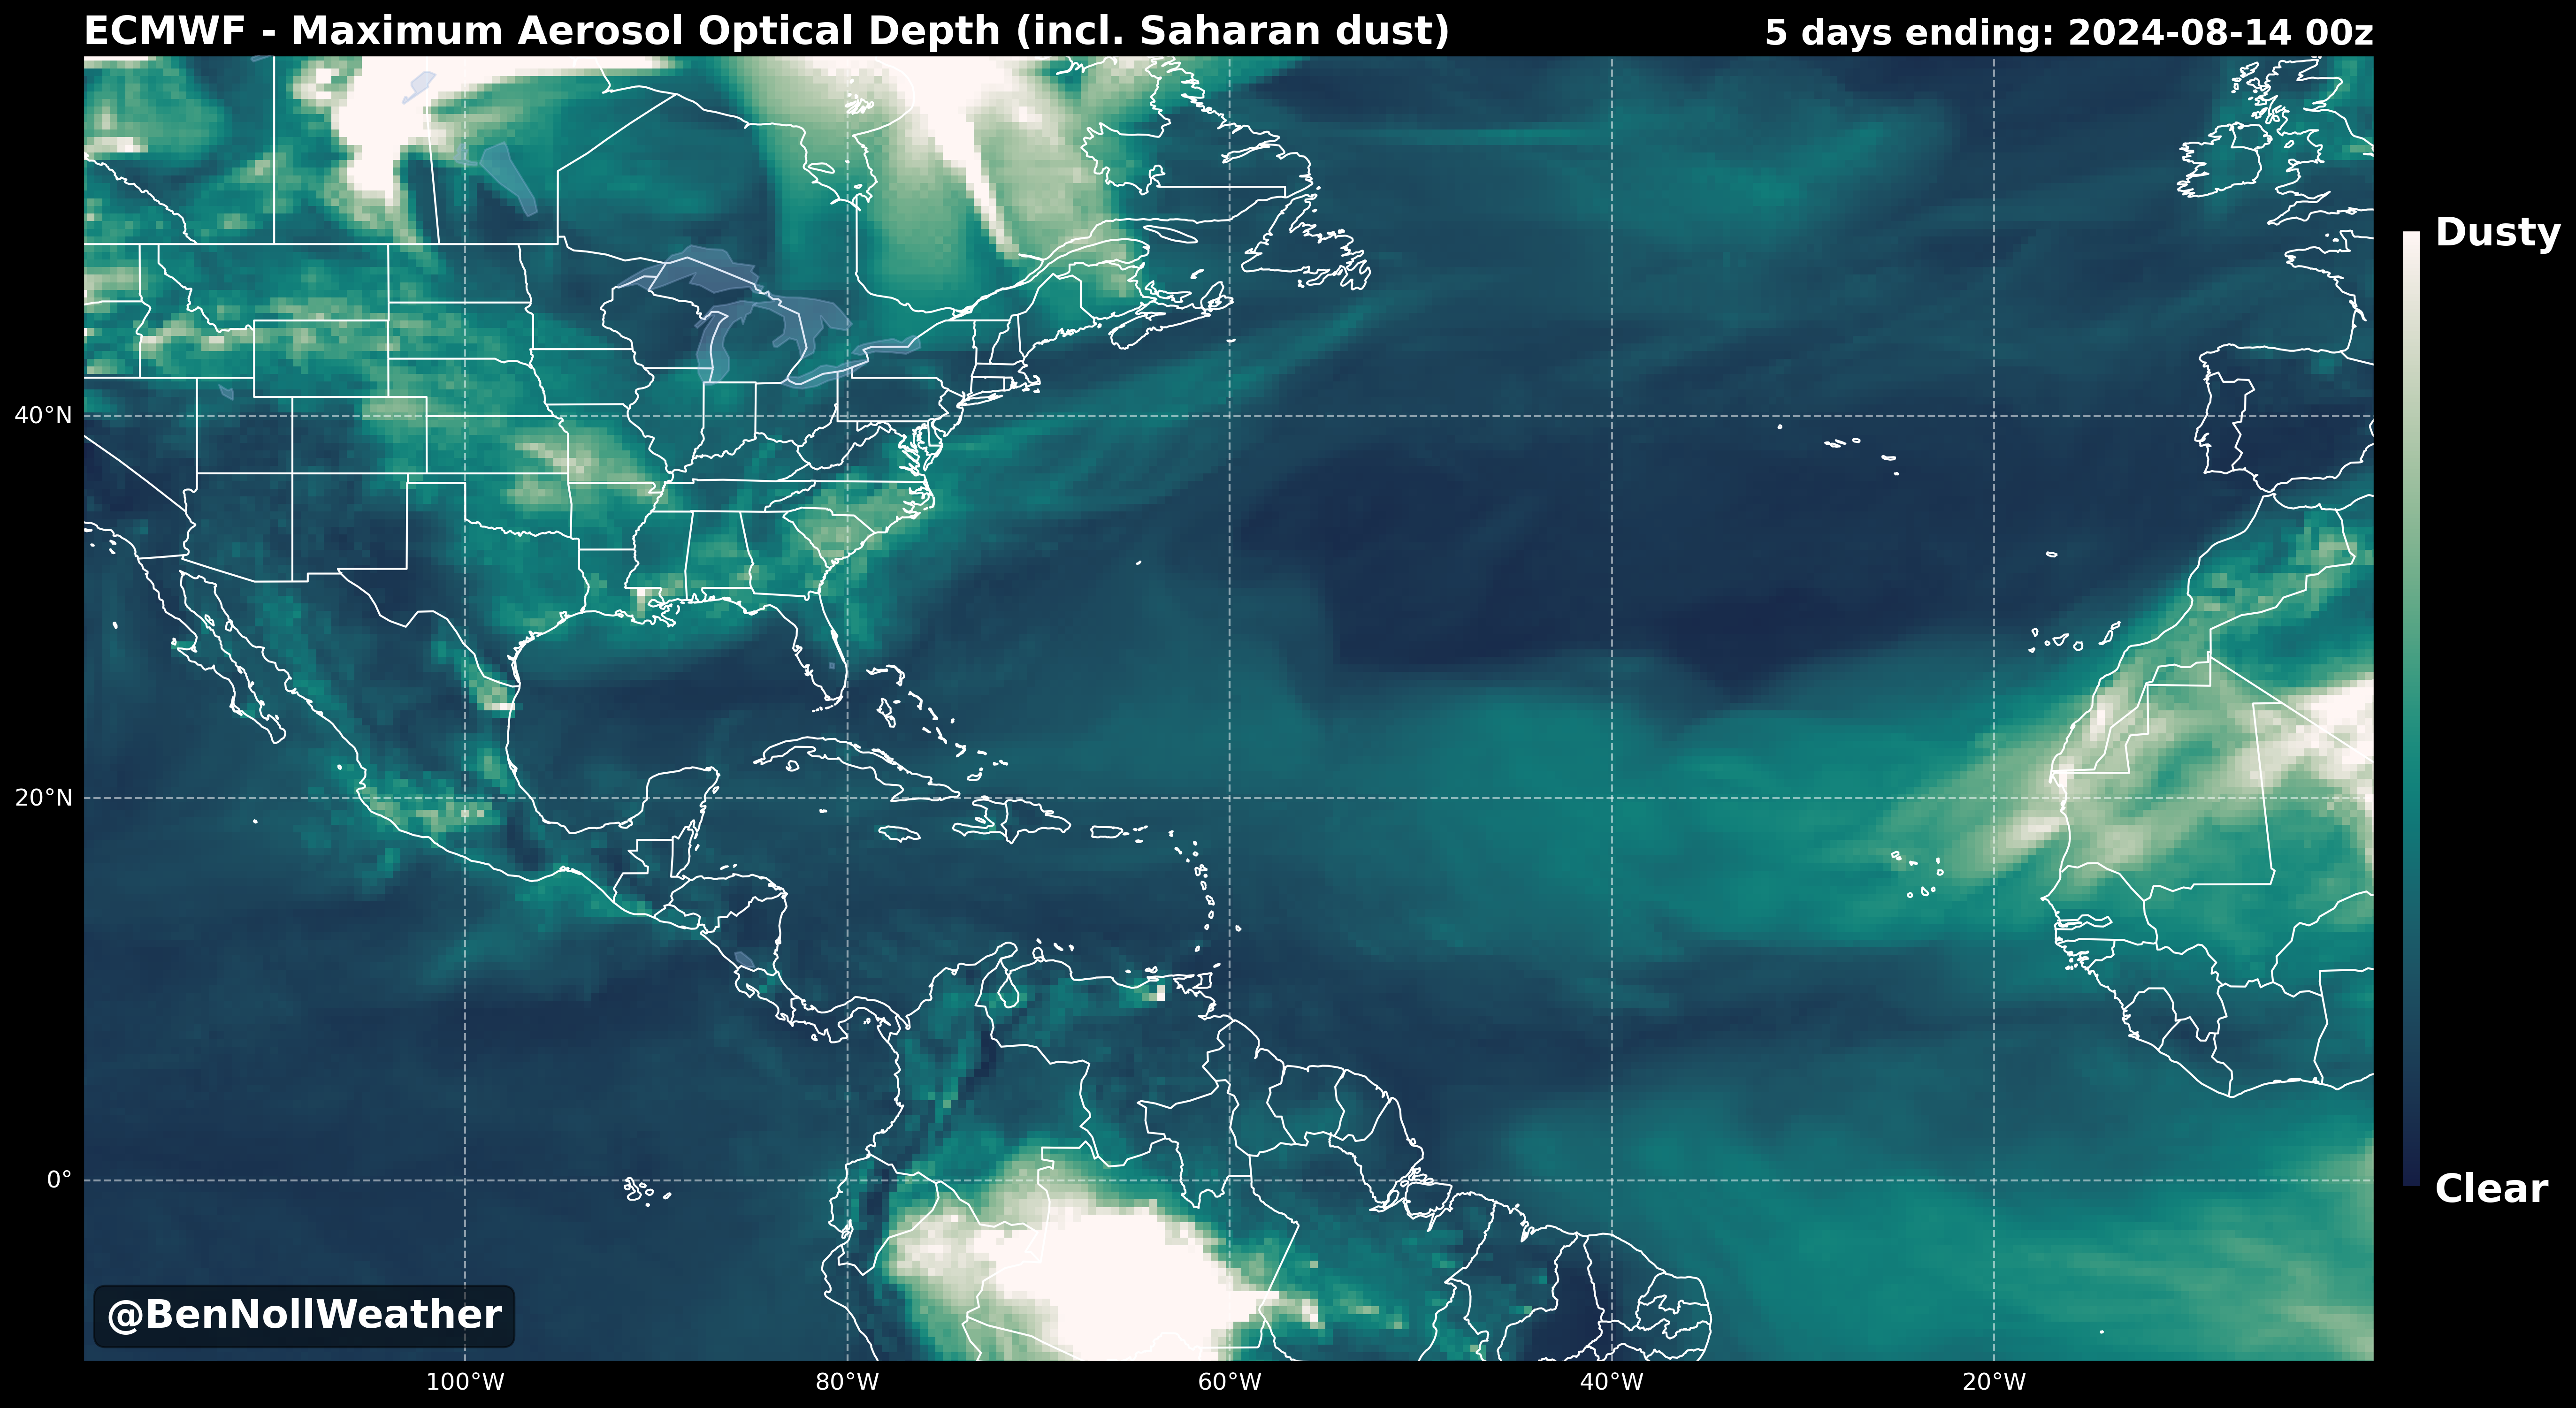 ECMWF - Maximum Aerosol Optical Depth (incl. Saharan dust)
5 days ending: 2024-08-14 00z
Dusty
40°N
20°N
0°
Clear
@BenNollWeather
100°W
80°W
60°W
40°W
20°W